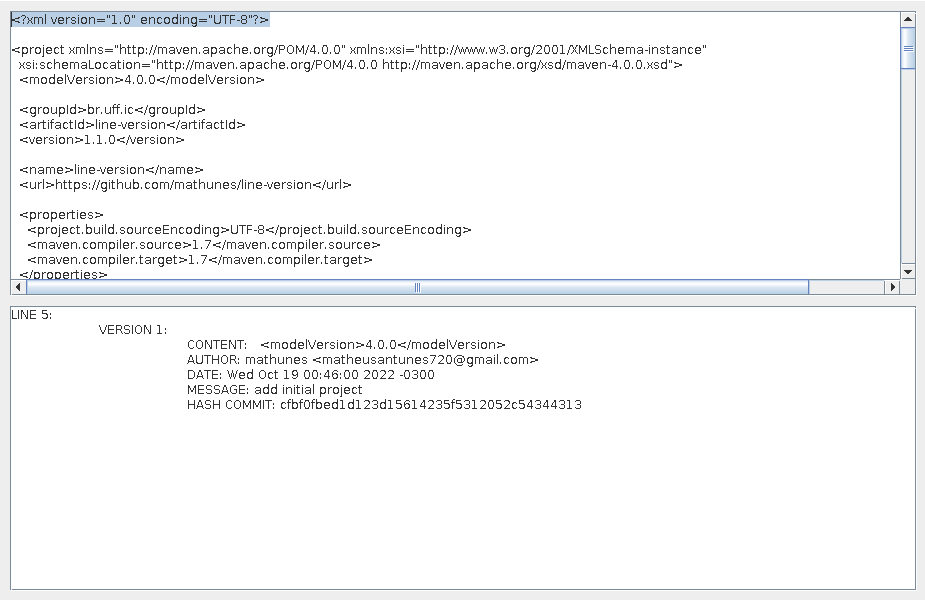 <?xml version="1.0" encoding="UTF-8"?>
<project xmlns="http://maven.apache.org/POM/4.0.0" xmlns:xsi="http://www.w3.org/2001/XMLSchema-instance"
xsi:schemaLocation="http://maven.apache.org/POM/4.0.0 http://maven.apache.org/xsd/maven-4.0.0.xsd">
<modelVersion>4.0.0</modelVersion>
<groupId>br.uff.ic</groupId>
<artifactId>line-version</artifactId>
<version>1.1.0</version>
<name>line-version</name>
<url>https://github.com/mathunes/line-version</url>
<properties>
<project.build.sourceEncoding>UTF-8</project.build.sourceEncoding>
<maven.compiler.source>1.7</maven.compiler.source>
<maven.compiler.target>1.7</maven.compiler.target>
</properties>
LINE 5:
VERSION 1:
CONTENT: <modelVersion>4.0.0</modelVersion>
AUTHOR: mathunes <matheusantunes720@gmail.com>
DATE: Wed Oct 19 00:46:00 2022 -0300
MESSAGE: add initial project
HASH COMMIT: cfbf0fbed1d123d15614235f5312052c54344313